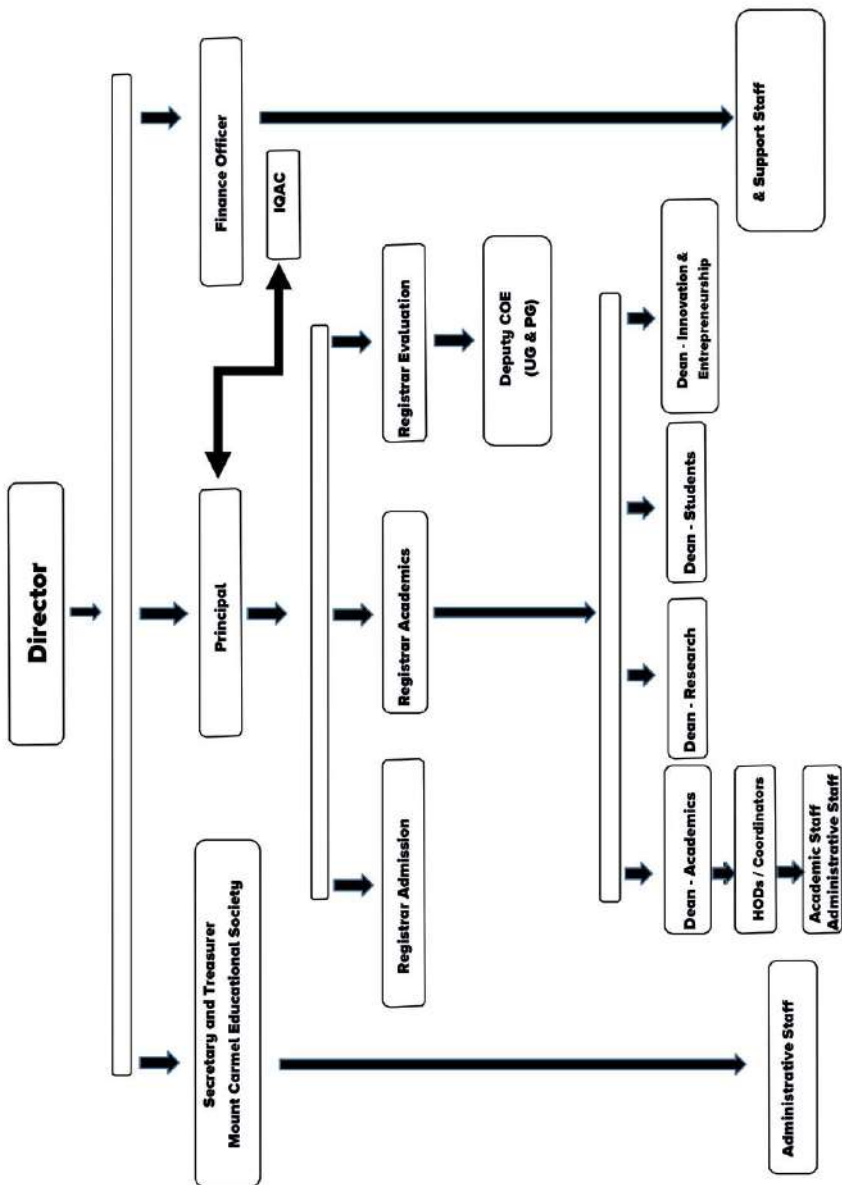 Director
Secretary and Treasurer
Mount Carmel Educational Society
Principal
Finance Officer
IQAC
Registrar Admission
Registrar Academics
Registrar Evaluation
Deputy COE
(UG & PG)
Dean - Academics
Dean - Research
Dean - Students
Dean - Innovation &
Entrepreneurship
HODs / Coordinators
Academic Staff
Administrative Staff
Administrative Staff
& Support Staff